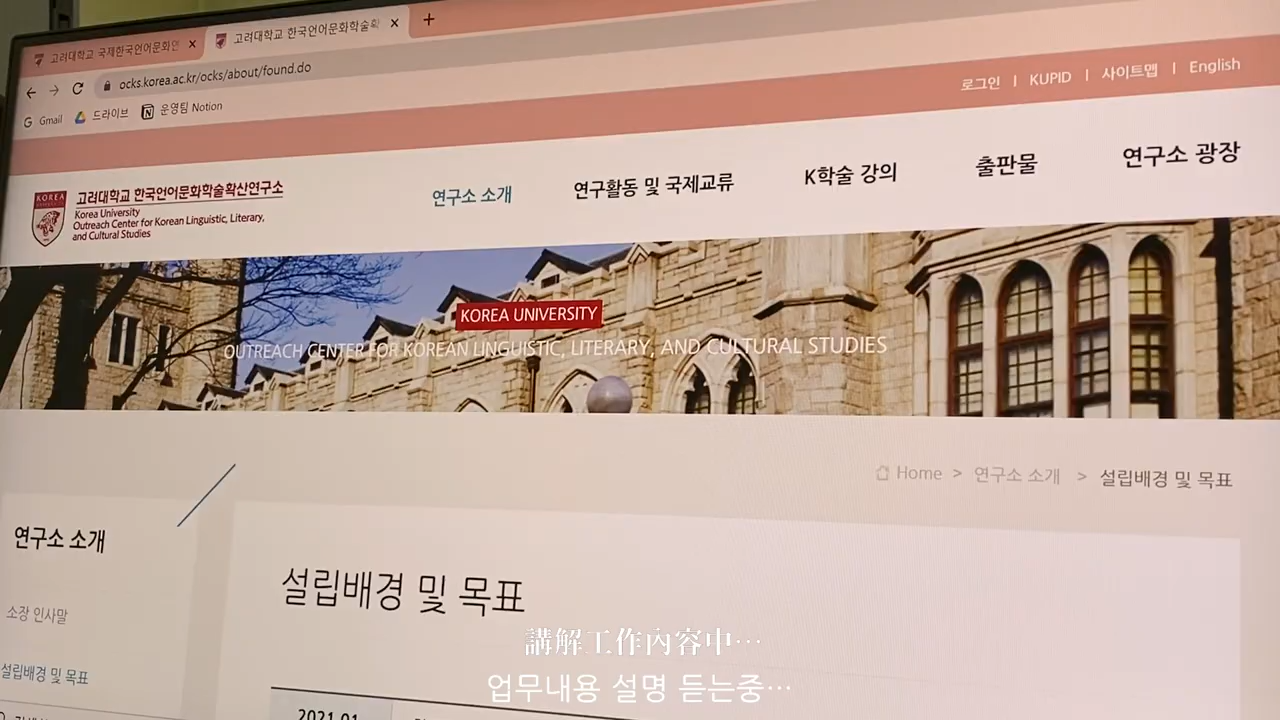 고려대학교 국제한국언어문화연
고려대학교 한국언어문화학술확
ocks.korea.ac.kr/ocks/about/found.do
Gmail 드라이브 운영팀 Notion
로그인 | KUPID | 사이트맵 | English
KOREA
고려대학교 한국언어문화학술확산연구소
Korea University
Outreach Center for Korean Linguistic, Literary,
and Cultural Studies
연구소 소개 연구활동 및 국제교류 K학술 강의 출판물 연구소 광장
KOREA UNIVERSITY
OUTREACH CENTER FOR KOREAN LINGUISTIC, LITERARY, AND CULTURAL STUDIES
Home > 연구소 소개 > 설립배경 및 목표
연구소 소개
소장 인사말
설립배경 및 목표
설립배경 및 목표
2021.01
講解工作內容中…
업무내용 설명 듣는중…